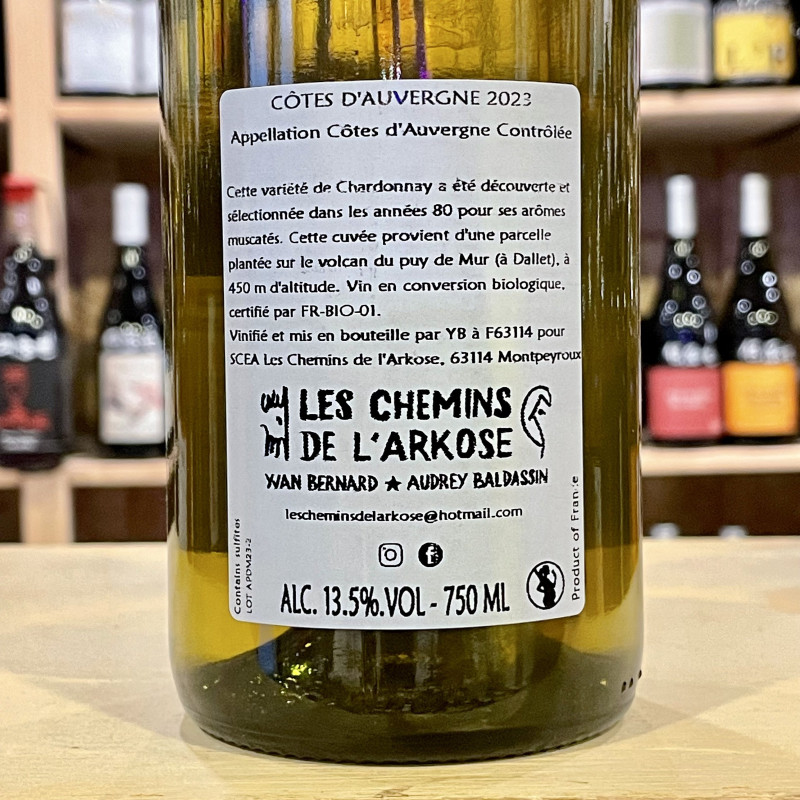 CÔTES D'AUVERGNE 2023
Appellation Côtes d'Auvergne Contrôlée
Cette variété de Chardonnay a été découverte et
sélectionnée dans les années 80 pour ses arômes
muscatés. Cette cuvée provient d'une parcelle
plantée sur le volcan du puy de Mur (à Dallet), à
450 m d'altitude. Vin en conversion biologique,
certifié par FR-BIO-01.
Vinifié et mis en bouteille par YB à F63114 pour
SCEA Les Chemins de l'Arkose, 63114 Montpeyroux
LES CHEMINS
DE L'ARKOSE
YVAN BERNARD ★ AUDREY BALDASSIN
lescheminsdelarkose@hotmail.com
ALC. 13.5%.VOL - 750 ML
Contains sulfites
LOT APDM23-2
Product of France